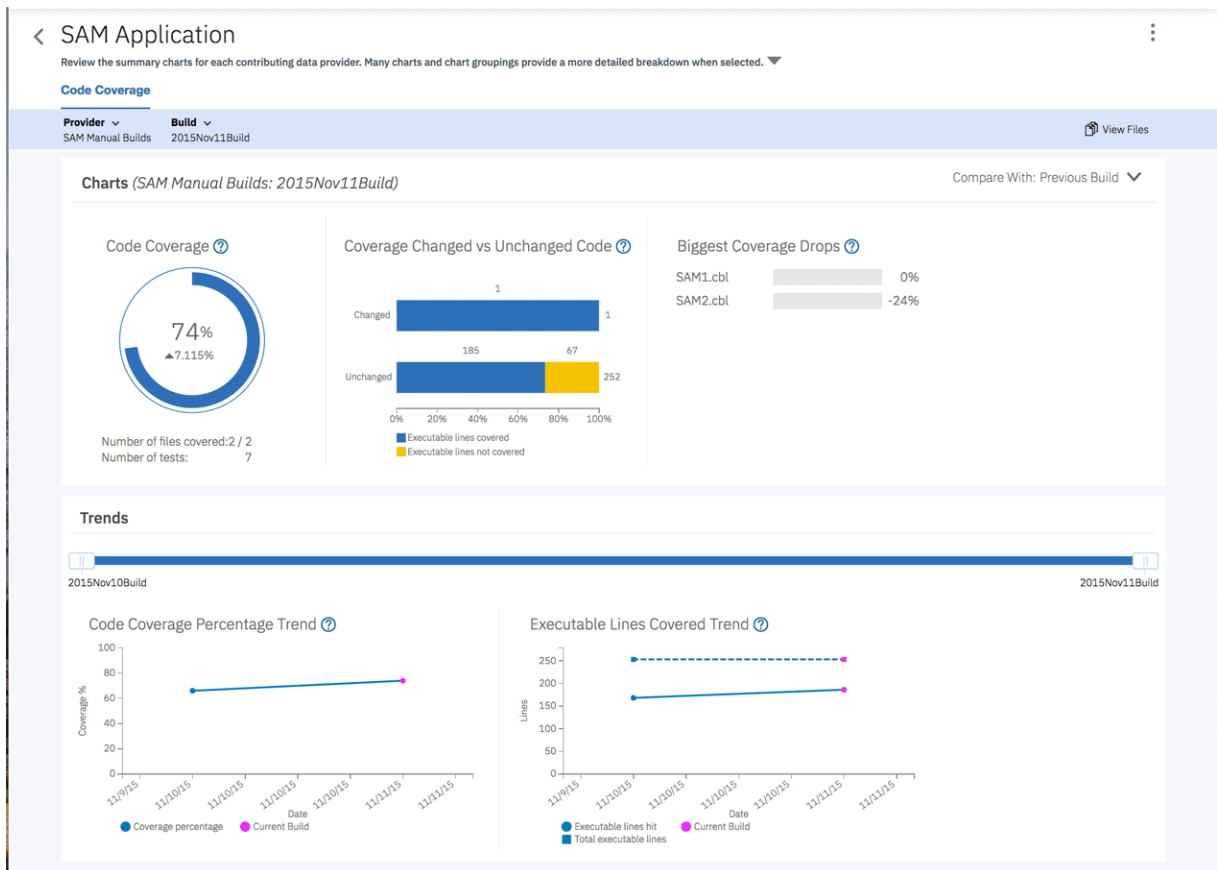 SAM Application
Review the summary charts for each contributing data provider. Many charts and chart groupings provide a more detailed breakdown when selected.
Code Coverage
Provider
Build
SAM Manual Builds
2015Nov11Build
View Files
Charts (SAM Manual Builds: 2015Nov11Build)
Compare With: Previous Build
Code Coverage
74%
▲7.115%
Number of files covered:2 / 2
Number of tests: 7
Coverage Changed vs Unchanged Code
1
Changed
1
185 67
Unchanged
252
0% 20% 40% 60% 80% 100%
Executable lines covered
Executable lines not covered
Biggest Coverage Drops
SAM1.cbl 0%
SAM2.cbl -24%
Trends
2015Nov10Build
2015Nov11Build
Code Coverage Percentage Trend
100
80
60
40
20
0
Coverage %
11/9/15 11/10/15 11/10/15 11/10/15 11/10/15 11/11/15 11/11/15
Date
Coverage percentage
Current Build
Executable Lines Covered Trend
250
200
150
100
50
0
Lines
11/9/15 11/10/15 11/10/15 11/10/15 11/10/15 11/11/15 11/11/15
Date
Executable lines hit
Current Build
Total executable lines